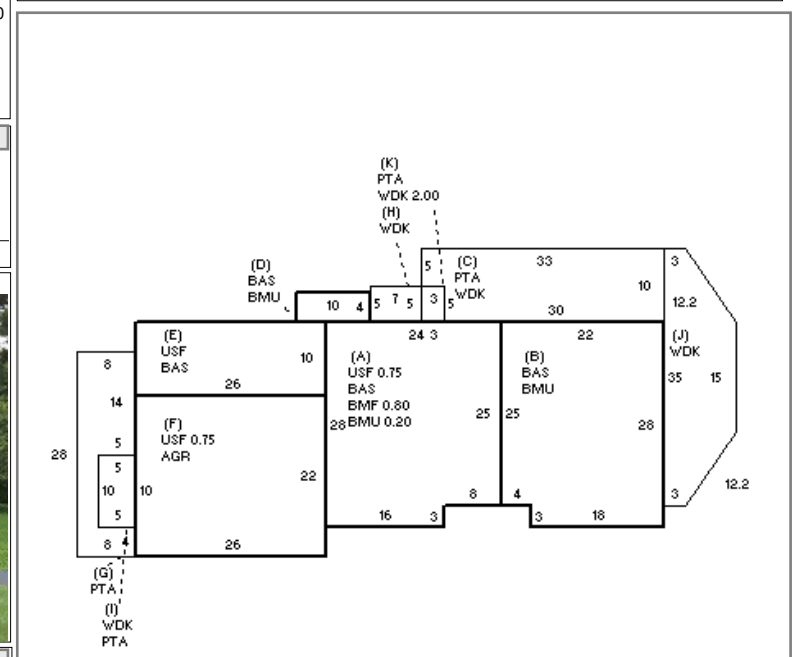 0
(K)
PTA
WDK 2.00
(H)
WDK
(D)
BAS
BMU
5
33
(C)
PTA
WDK
10
3
12.2
10 4
5 7 5
3
5
30
(E)
USF
BAS
10
26
24 3
(A)
USF 0.75
BAS
BMF 0.80
BMU 0.20
28
25
22
(B)
BAS
BMU
25
28
(J)
WDK
35
15
8
14
5
28
5
10
5
10
(F)
USF 0.75
AGR
22
26
8
4
16
3
3
18
3
12.2
8 4
(G)
PTA
(I)
WDK
PTA